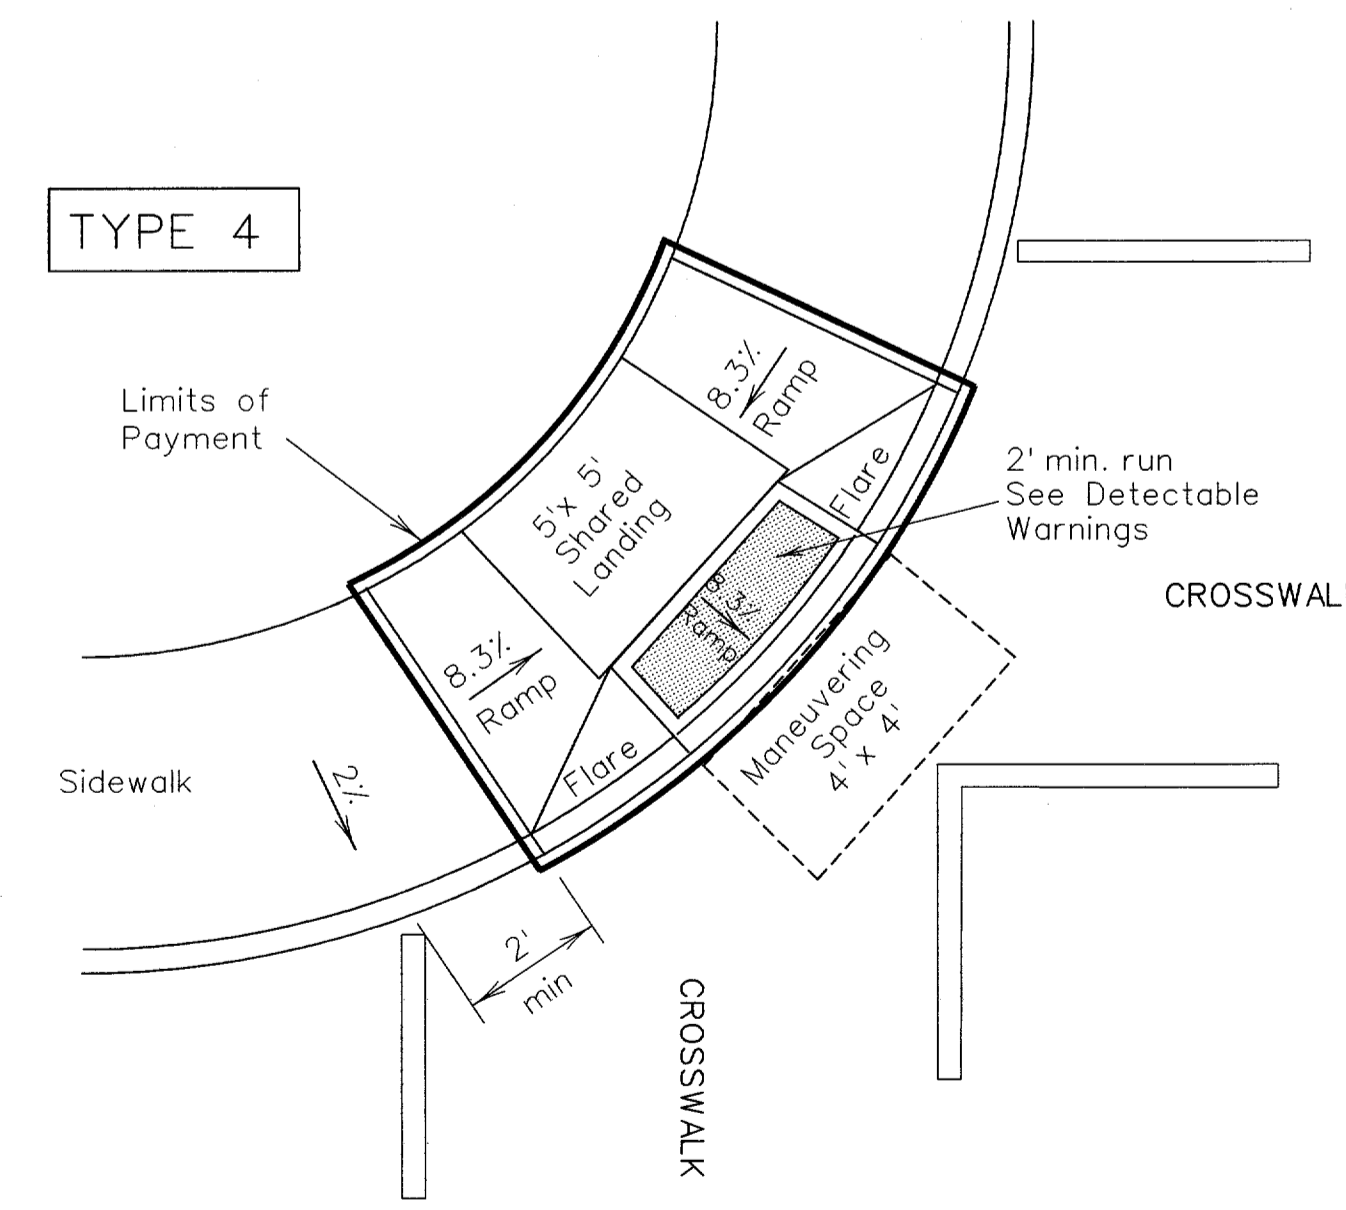 TYPE 4
Limits of
Payment
8.3%
Ramp
Flare
2' min. run
See Detectable
Warnings
5'x 5'
Shared
Landing
8.3%
Ramp
CROSSWAL
8.3%
Ramp
Maneuvering
Space
4' x 4'
Flare
Sidewalk
2%
2'
min
CROSSWALK